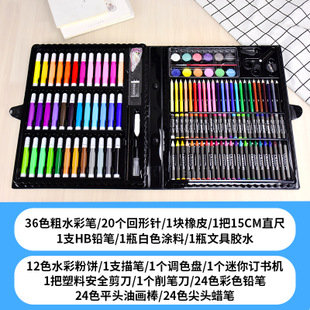 36色粗水彩笔/20个回形针/1块橡皮/1把15CM直尺
1支HB铅笔/1瓶白色涂料/1瓶文具胶水
12色水彩粉饼/1支描笔/1个调色盘/1个迷你订书机
1把塑料安全剪刀/1个削笔刀/24色彩色铅笔
24色平头油画棒/24色尖头蜡笔